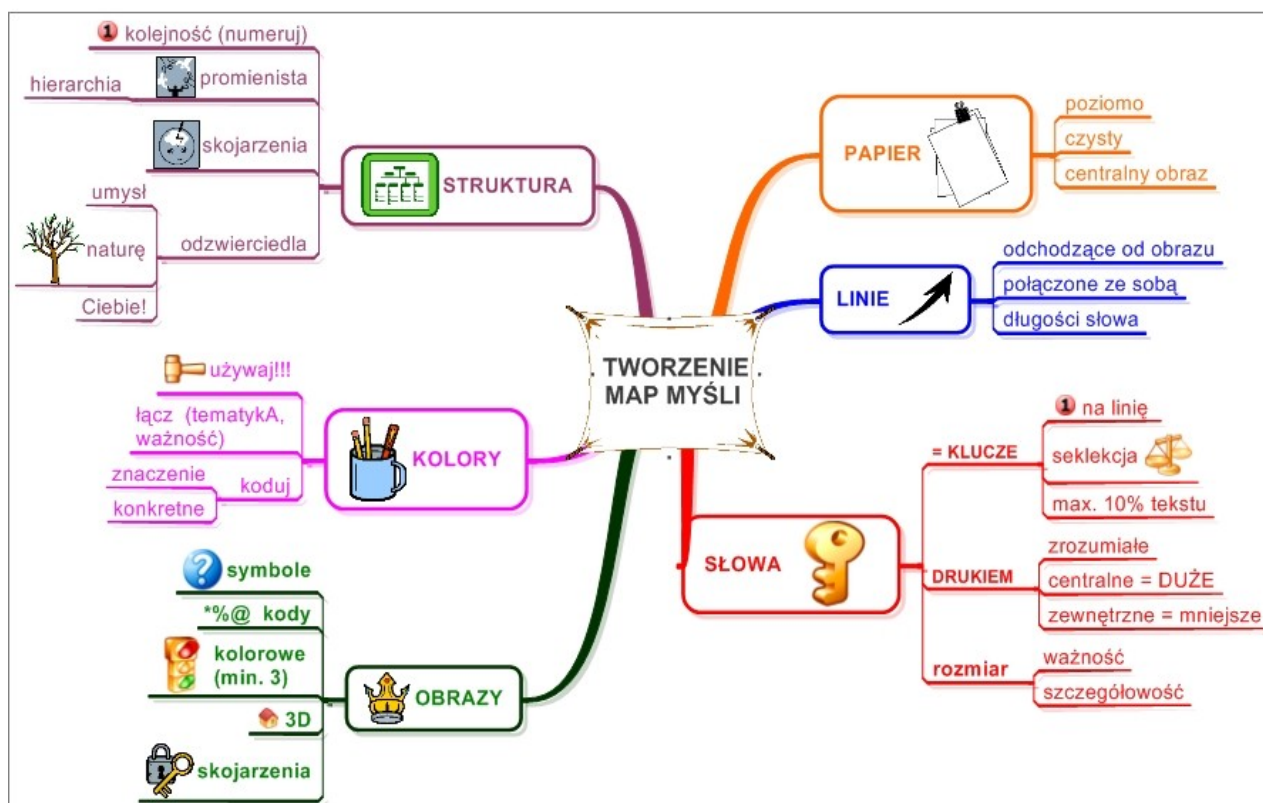 TWORZENIE
MAP MYŚLI
PAPIER
poziomo
czysty
centralny obraz
LINIE
odchodzące od obrazu
połączone ze sobą
długości słowa
SŁOWA
= KLUCZE
1 na linię
seklekcja
max. 10% tekstu
DRUKIEM
zrozumiałe
centralne = DUŻE
zewnętrzne = mniejsze
rozmiar
ważność
szczegółowość
OBRAZY
? symbole
*%@ kody
kolorowe
(min. 3)
3D
skojarzenia
KOLORY
używaj!!!
łącz (tematykA,
ważność)
koduj
znaczenie
konkretne
STRUKTURA
1 kolejność (numeruj)
promienista
hierarchia
skojarzenia
odzwierciedla
umysł
naturę
Ciebie!